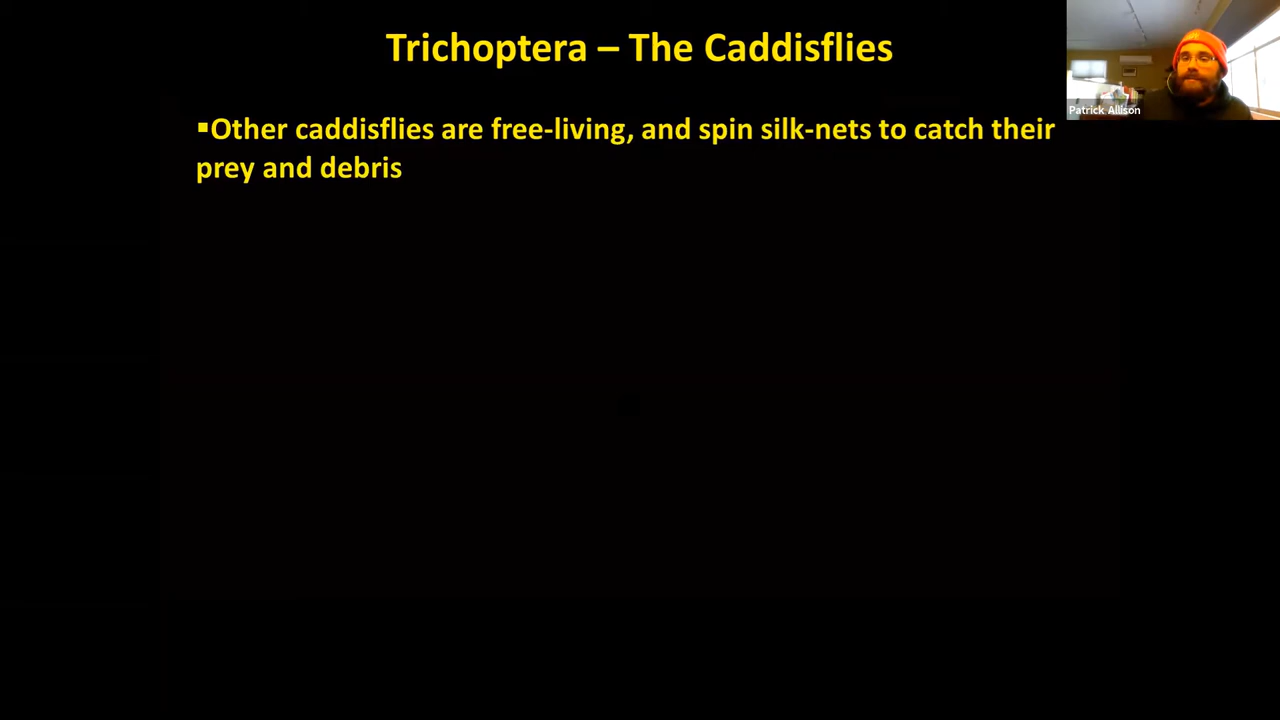 Trichoptera – The Caddisflies
Patrick Allison
▪Other caddisflies are free-living, and spin silk-nets to catch their
prey and debris